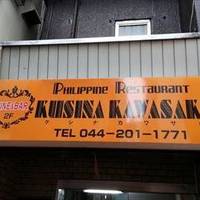 PHILIPPINE RESTAURANT
KUSINA KAWASAK
クシナカワサ
2F
TEL 044-201-1771